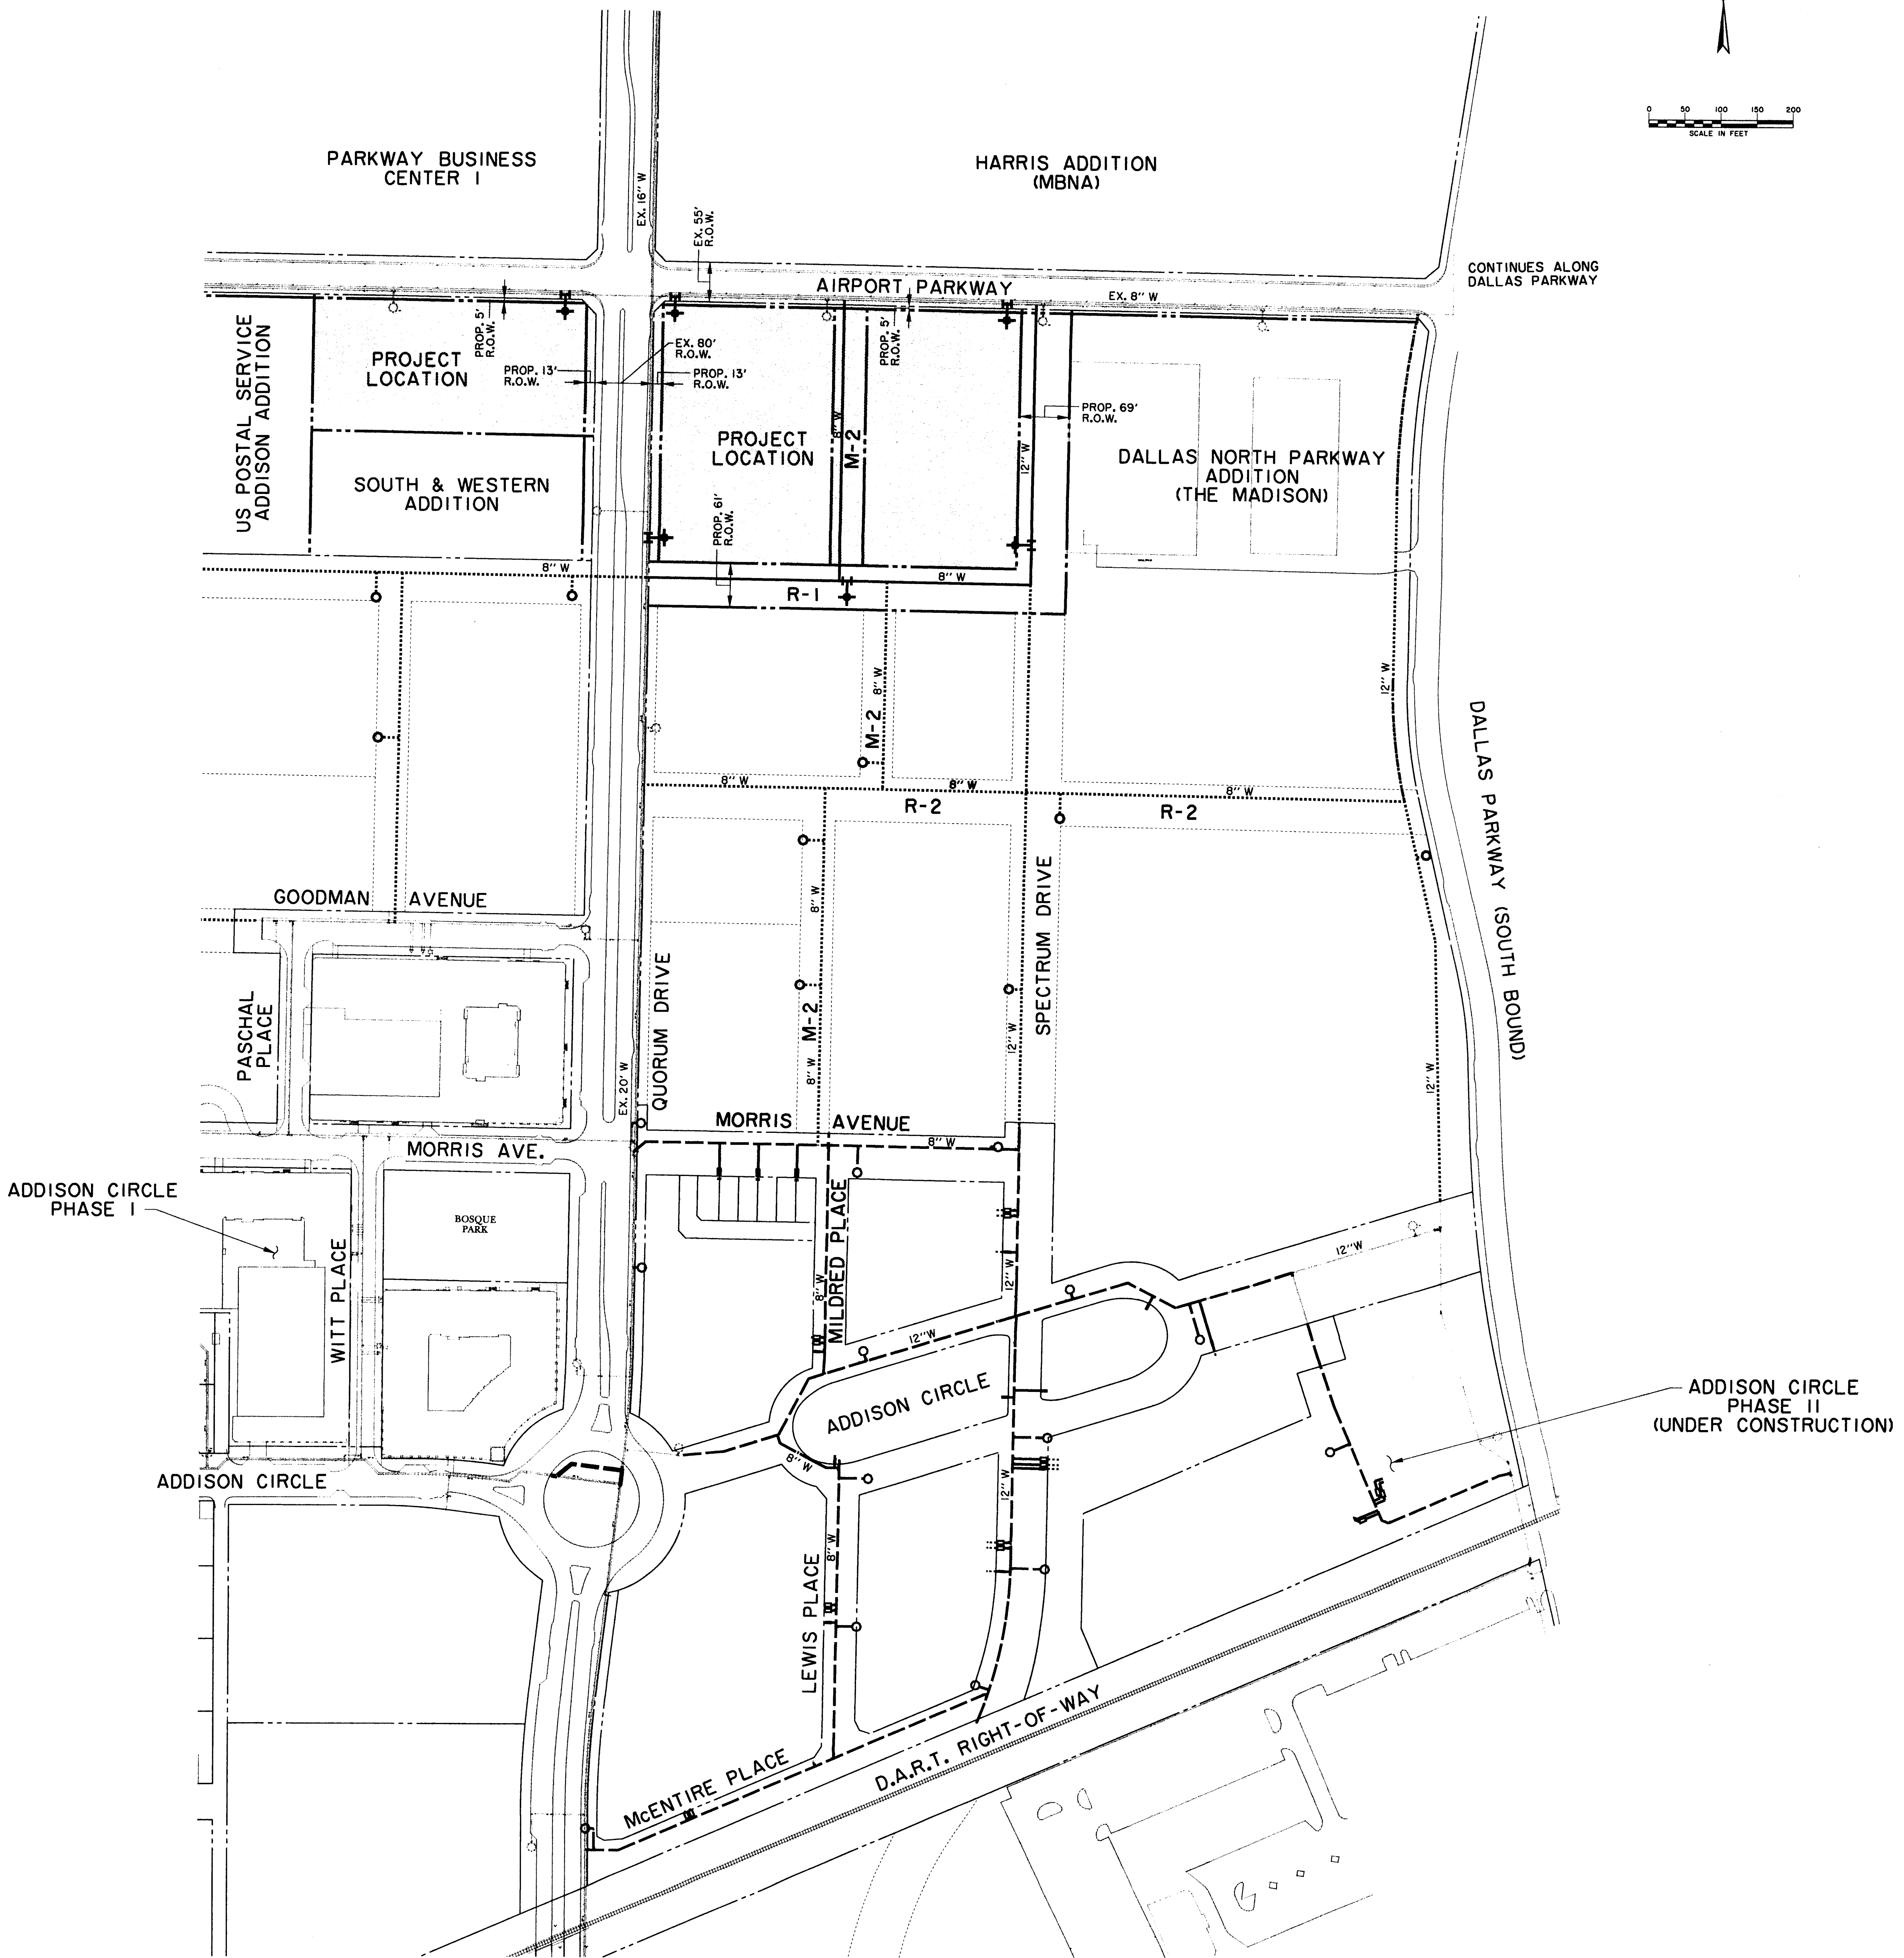 0 50 100 150 200
SCALE IN FEET
PARKWAY BUSINESS
CENTER I
HARRIS ADDITION
(MBNA)
EX. 16" W
EX. 55'
R.O.W.
CONTINUES ALONG
DALLAS PARKWAY
AIRPORT PARKWAY
EX. 8" W
US POSTAL SERVICE
ADDISON ADDITION
PROJECT
LOCATION
PROP. 5'
R.O.W.
PROP. 13'
R.O.W.
EX. 80'
R.O.W.
PROP. 13'
R.O.W.
PROP. 5'
R.O.W.
PROJECT
LOCATION
8" W
M-2
12" W
PROP. 69'
R.O.W.
DALLAS NORTH PARKWAY
ADDITION
(THE MADISON)
SOUTH & WESTERN
ADDITION
PROP. 61'
R.O.W.
8" W
8" W
R-1
8" W
M-2
12" W
8" W
8" W
8" W
R-2
R-2
DALLAS PARKWAY (SOUTH BOUND)
GOODMAN AVENUE
8" W
SPECTRUM DRIVE
PASCHAL
PLACE
QUORUM DRIVE
M-2
8" W
12" W
12" W
EX. 20' W
MORRIS AVENUE
8" W
MORRIS AVE.
ADDISON CIRCLE
PHASE I
BOSQUE
PARK
WITT PLACE
MILDRED PLACE
8" W
12" W
12"W
12"W
ADDISON CIRCLE
ADDISON CIRCLE
PHASE II
(UNDER CONSTRUCTION)
8" W
ADDISON CIRCLE
12" W
8" W
LEWIS PLACE
McENTIRE PLACE
D.A.R.T. RIGHT-OF-WAY